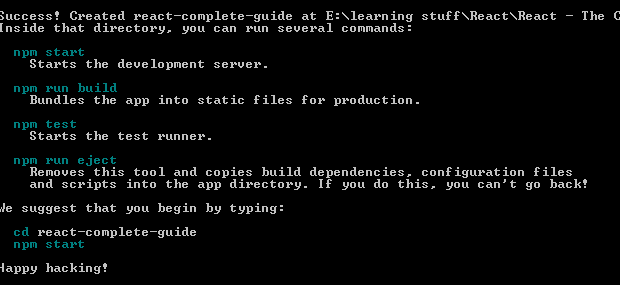 Success! Created react-complete-guide at E:\learning stuff\React\React - The C
Inside that directory, you can run several commands:
npm start
Starts the development server.
npm run build
Bundles the app into static files for production.
npm test
Starts the test runner.
npm run eject
Removes this tool and copies build dependencies, configuration files
and scripts into the app directory. If you do this, you can't go back!
We suggest that you begin by typing:
cd react-complete-guide
npm start
Happy hacking!